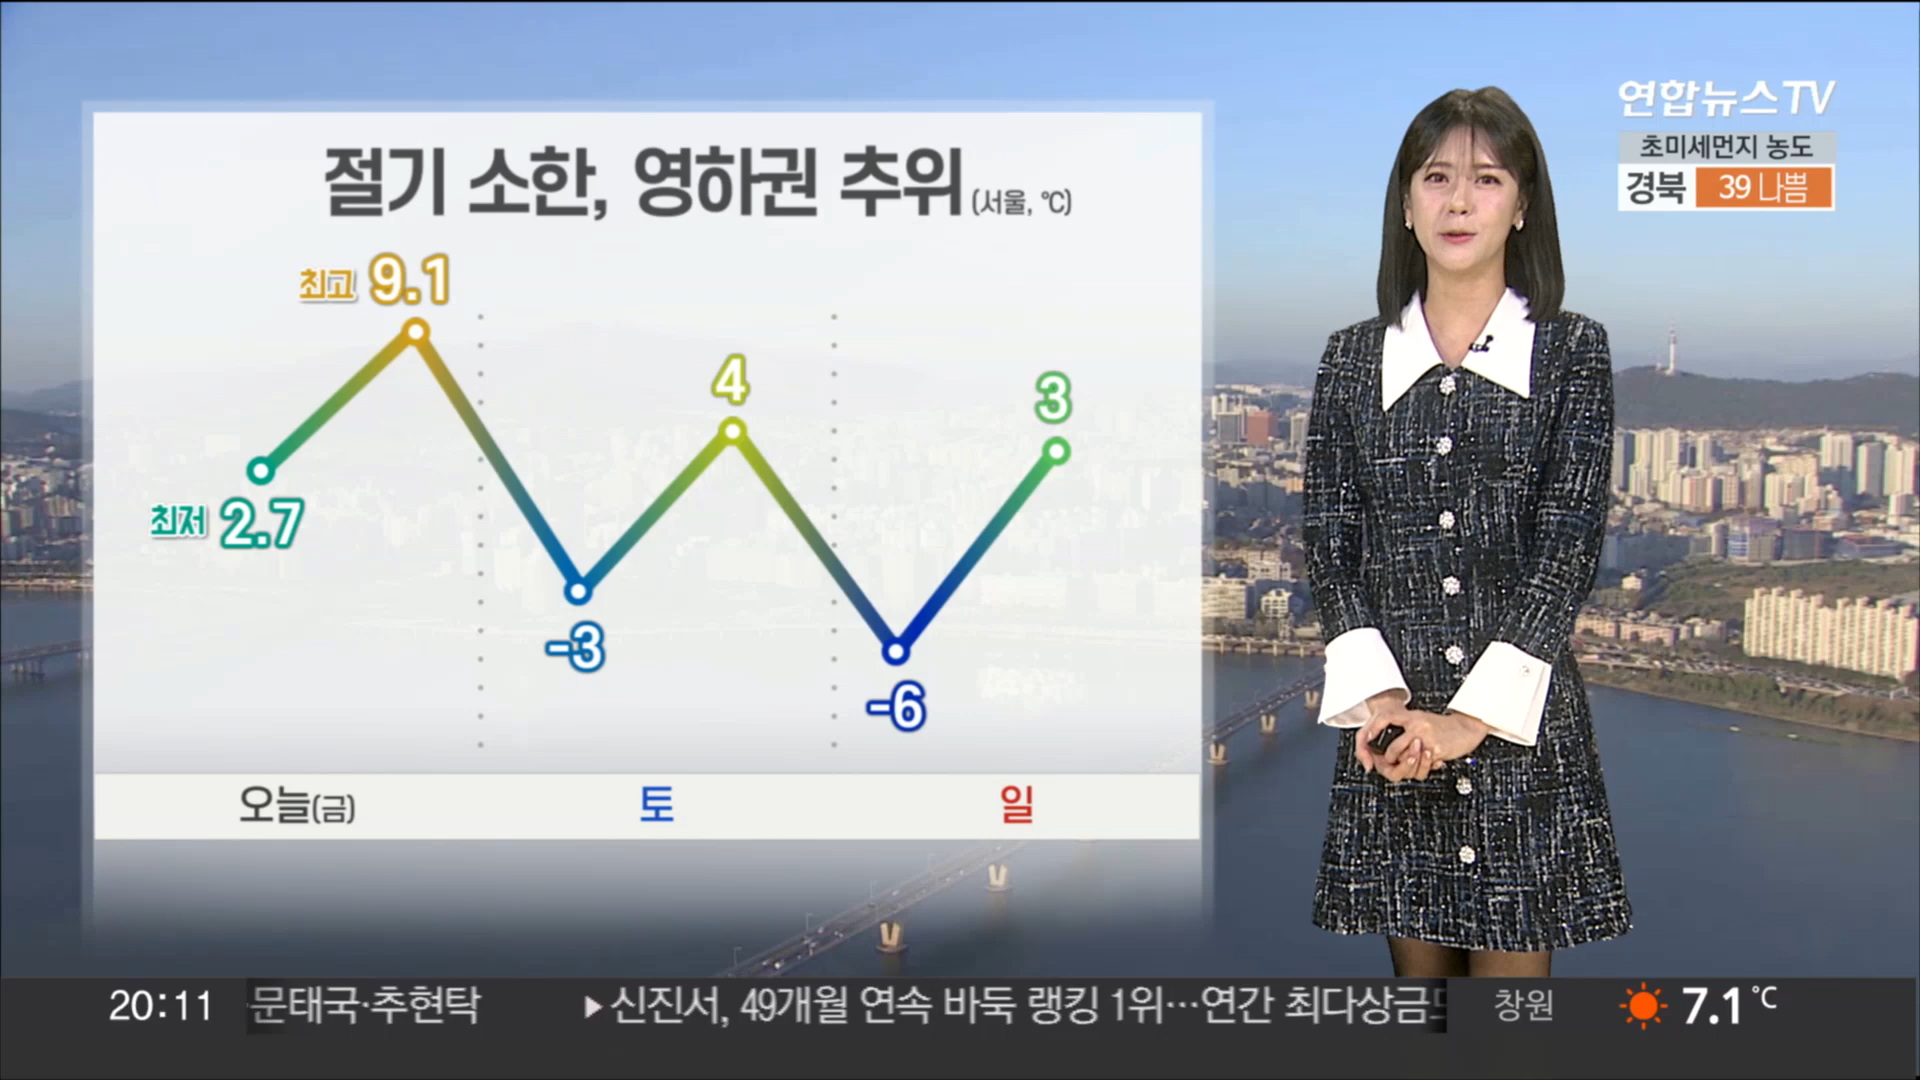 절기 소한, 영하권 추위 (서울, ℃)
최고 9.1
4
3
최저 2.7
-3
-6
오늘(금) 토 일
연합뉴스TV
초미세먼지 농도
경북 39 나쁨
20:11 문태국·추현탁 ▶신진서, 49개월 연속 바둑 랭킹 1위…연간 최다상금 창원 7.1℃